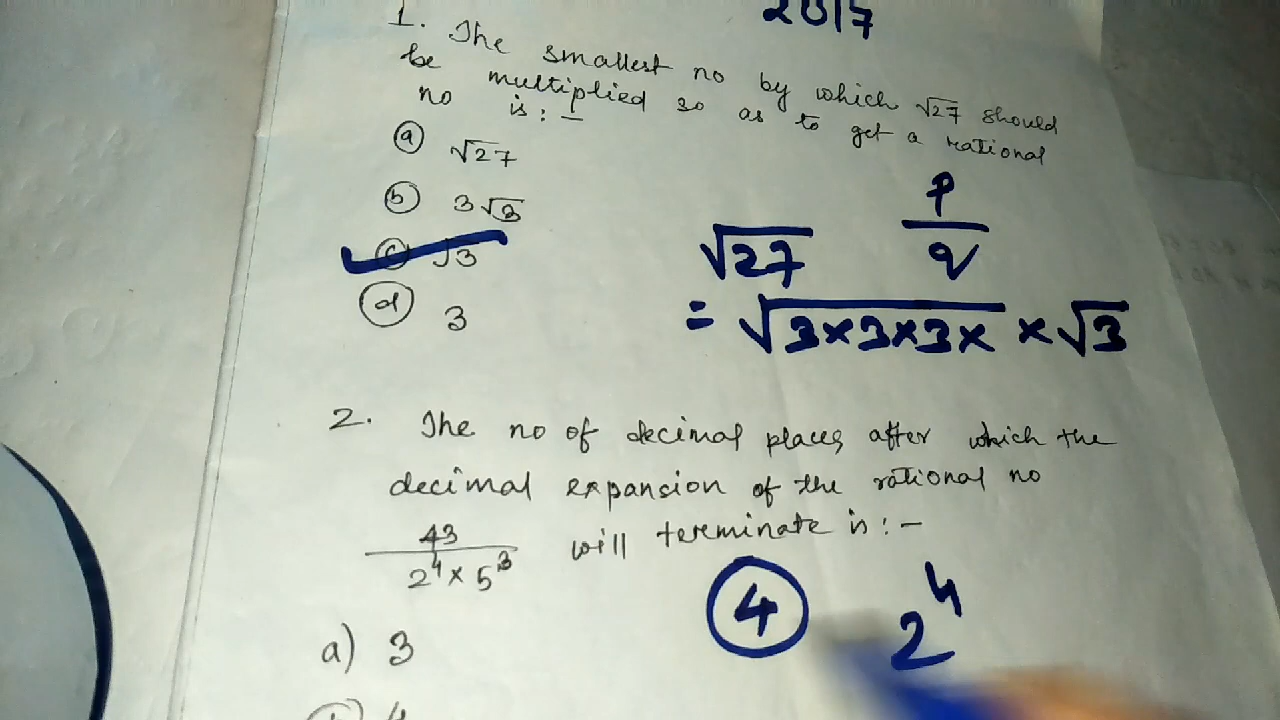 2017
1. The smallest no by which √27 should
be multiplied so as to get a rational
no is:-
(a) √27
(b) 3√3
(c) √3
(d) 3
p/q
√27
= √3×3×3× ×√3
2. The no of decimal places after which the
decimal expansion of the rational no
43/2⁴×5³ will terminate is:-
4
2⁴
a) 3